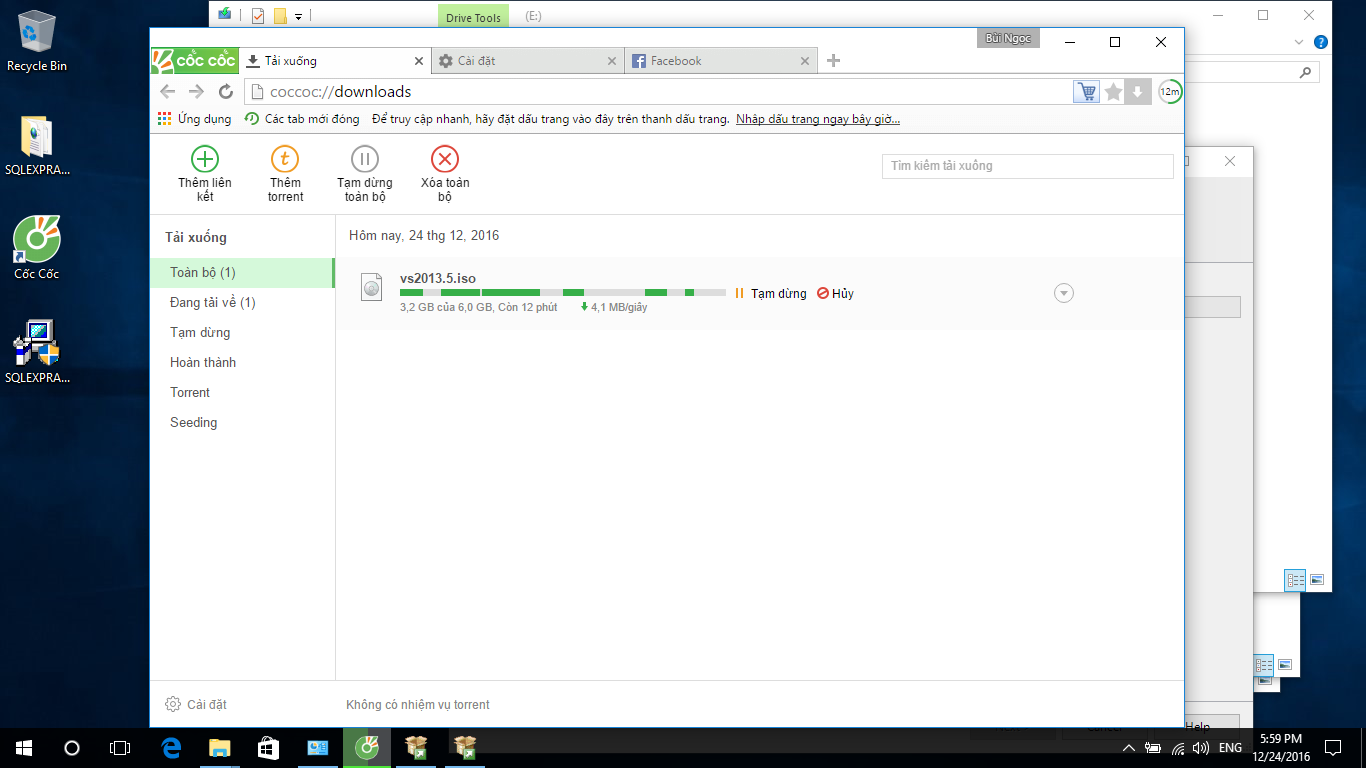 Recycle Bin
SQLEXPRA...
Cốc Cốc
SQLEXPRA...
Drive Tools
(E:)
Bùi Ngọc
CỐC CỐC
Tải xuống
Cài đặt
Facebook
coccoc://downloads
12m
Ứng dụng
Các tab mới đóng
Để truy cập nhanh, hãy đặt dấu trang vào đây trên thanh dấu trang.
Nhập dấu trang ngay bây giờ...
Thêm liên
kết
Thêm
torrent
Tạm dừng
toàn bộ
Xóa toàn
bộ
Tìm kiếm tải xuống
Tải xuống
Toàn bộ (1)
Đang tải về (1)
Tạm dừng
Hoàn thành
Torrent
Seeding
Hôm nay, 24 thg 12, 2016
vs2013.5.iso
Tạm dừng
Hủy
3,2 GB của 6,0 GB, Còn 12 phút
4,1 MB/giây
Cài đặt
Không có nhiệm vụ torrent
Cancel
Help
ENG
5:59 PM
12/24/2016